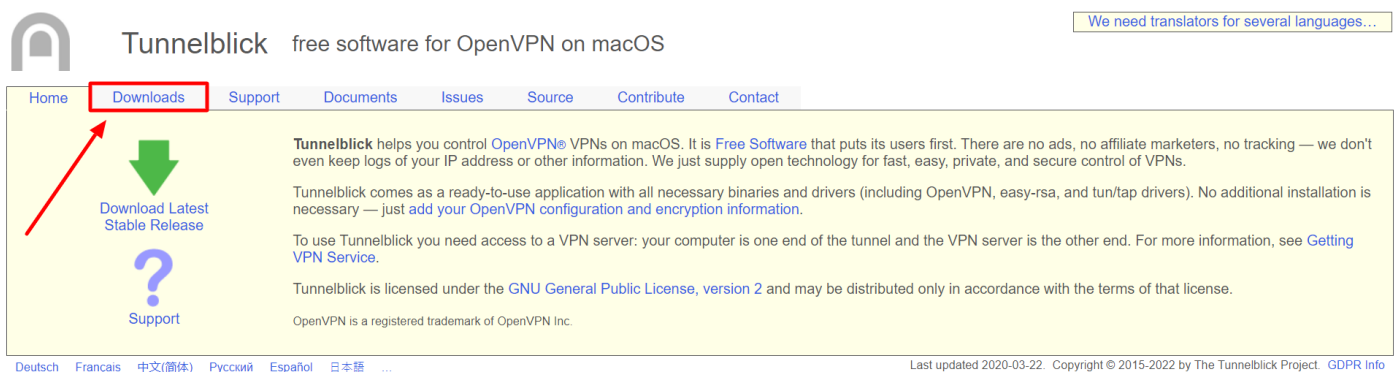 We need translators for several languages…
Tunnelblick free software for OpenVPN on macOS
Home Downloads Support Documents Issues Source Contribute Contact
Download Latest
Stable Release
Support
Tunnelblick helps you control OpenVPN® VPNs on macOS. It is Free Software that puts its users first. There are no ads, no affiliate marketers, no tracking — we don't
even keep logs of your IP address or other information. We just supply open technology for fast, easy, private, and secure control of VPNs.
Tunnelblick comes as a ready-to-use application with all necessary binaries and drivers (including OpenVPN, easy-rsa, and tun/tap drivers). No additional installation is
necessary — just add your OpenVPN configuration and encryption information.
To use Tunnelblick you need access to a VPN server: your computer is one end of the tunnel and the VPN server is the other end. For more information, see Getting
VPN Service.
Tunnelblick is licensed under the GNU General Public License, version 2 and may be distributed only in accordance with the terms of that license.
OpenVPN is a registered trademark of OpenVPN Inc.
Deutsch Français 中文(简体) Русский Español 日本語 …
Last updated 2020-03-22. Copyright © 2015-2022 by The Tunnelblick Project. GDPR Info